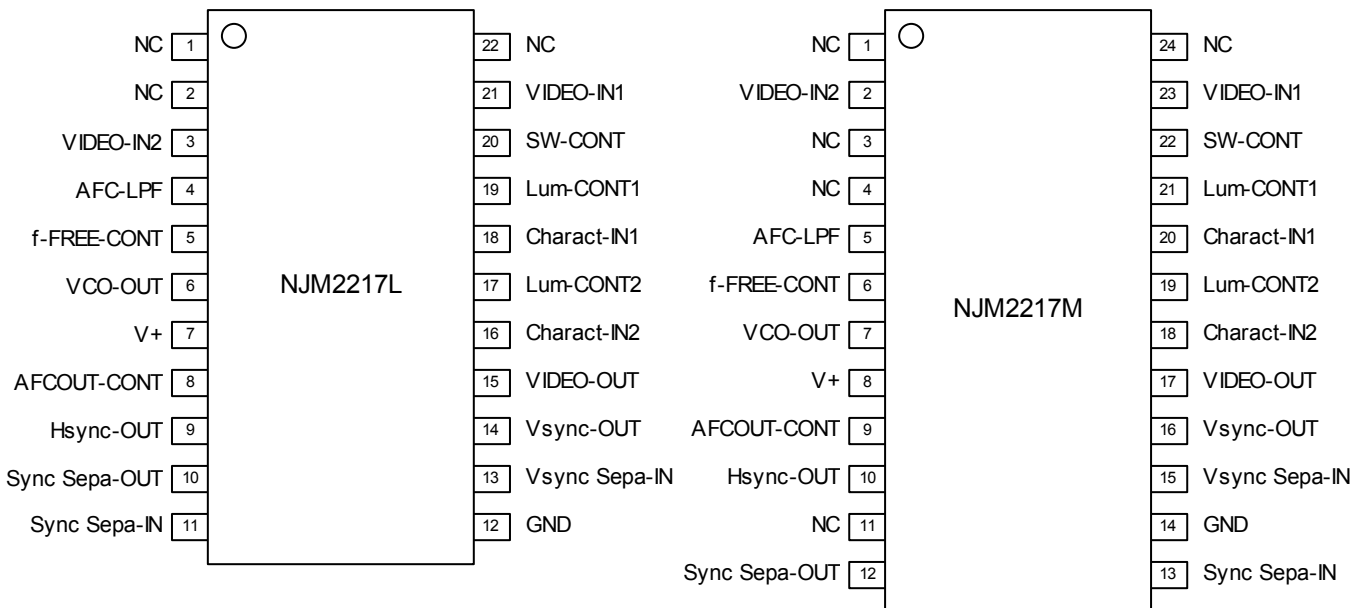 NC 1 22 NC
NC 2 21 VIDEO-IN1
VIDEO-IN2 3 20 SW-CONT
AFC-LPF 4 19 Lum-CONT1
f-FREE-CONT 5 18 Charact-IN1
VCO-OUT 6 NJM2217L 17 Lum-CONT2
V+ 7 16 Charact-IN2
AFCOUT-CONT 8 15 VIDEO-OUT
Hsync-OUT 9 14 Vsync-OUT
Sync Sepa-OUT 10 13 Vsync Sepa-IN
Sync Sepa-IN 11 12 GND
NC 1 24 NC
VIDEO-IN2 2 23 VIDEO-IN1
NC 3 22 SW-CONT
NC 4 21 Lum-CONT1
AFC-LPF 5 20 Charact-IN1
f-FREE-CONT 6 19 Lum-CONT2
NJM2217M
VCO-OUT 7 18 Charact-IN2
V+ 8 17 VIDEO-OUT
AFCOUT-CONT 9 16 Vsync-OUT
Hsync-OUT 10 15 Vsync Sepa-IN
NC 11 14 GND
Sync Sepa-OUT 12 13 Sync Sepa-IN